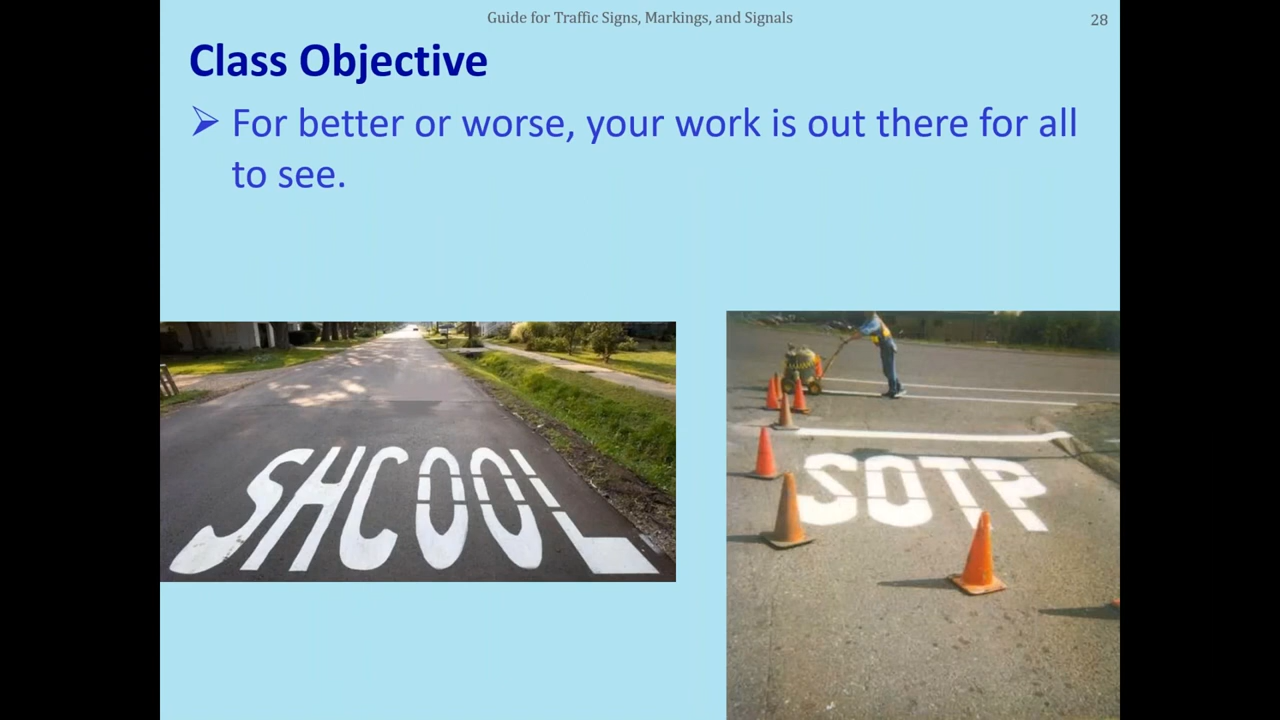 Guide for Traffic Signs, Markings, and Signals
28
Class Objective
For better or worse, your work is out there for all
to see.
SHCOOL
SOTP